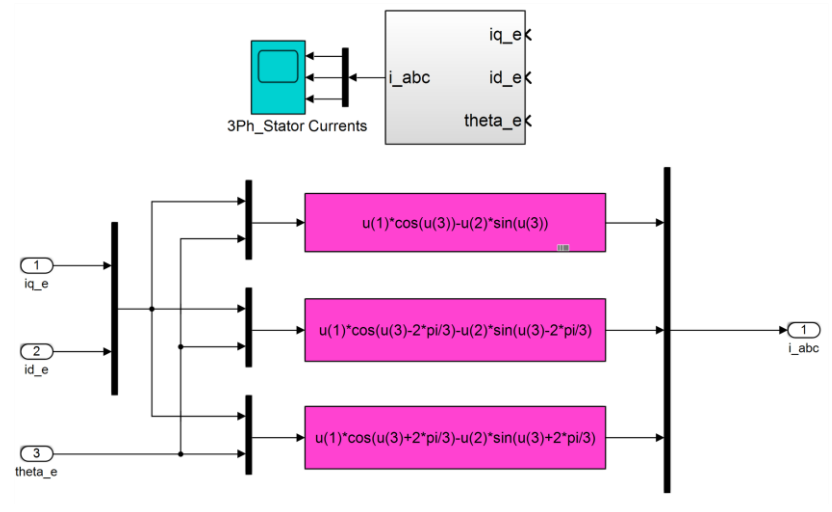 iq_e
id_e
i_abc
theta_e
3Ph_Stator Currents
u(1)*cos(u(3))-u(2)*sin(u(3))
1
iq_e
u(1)*cos(u(3)-2*pi/3)-u(2)*sin(u(3)-2*pi/3)
1
i_abc
2
id_e
u(1)*cos(u(3)+2*pi/3)-u(2)*sin(u(3)+2*pi/3)
3
theta_e